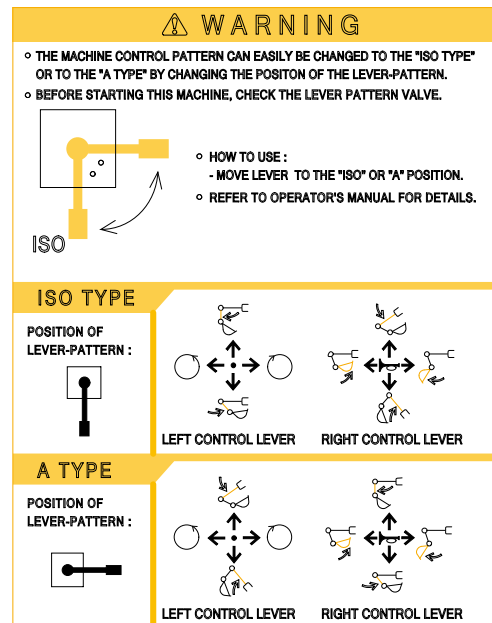 WARNING
THE MACHINE CONTROL PATTERN CAN EASILY BE CHANGED TO THE "ISO TYPE"
OR TO THE "A TYPE" BY CHANGING THE POSITON OF THE LEVER-PATTERN.
BEFORE STARTING THIS MACHINE, CHECK THE LEVER PATTERN VALVE.
HOW TO USE :
- MOVE LEVER TO THE "ISO" OR "A" POSITION.
REFER TO OPERATOR'S MANUAL FOR DETAILS.
ISO
ISO TYPE
POSITION OF
LEVER-PATTERN :
LEFT CONTROL LEVER
RIGHT CONTROL LEVER
A TYPE
POSITION OF
LEVER-PATTERN :
LEFT CONTROL LEVER
RIGHT CONTROL LEVER